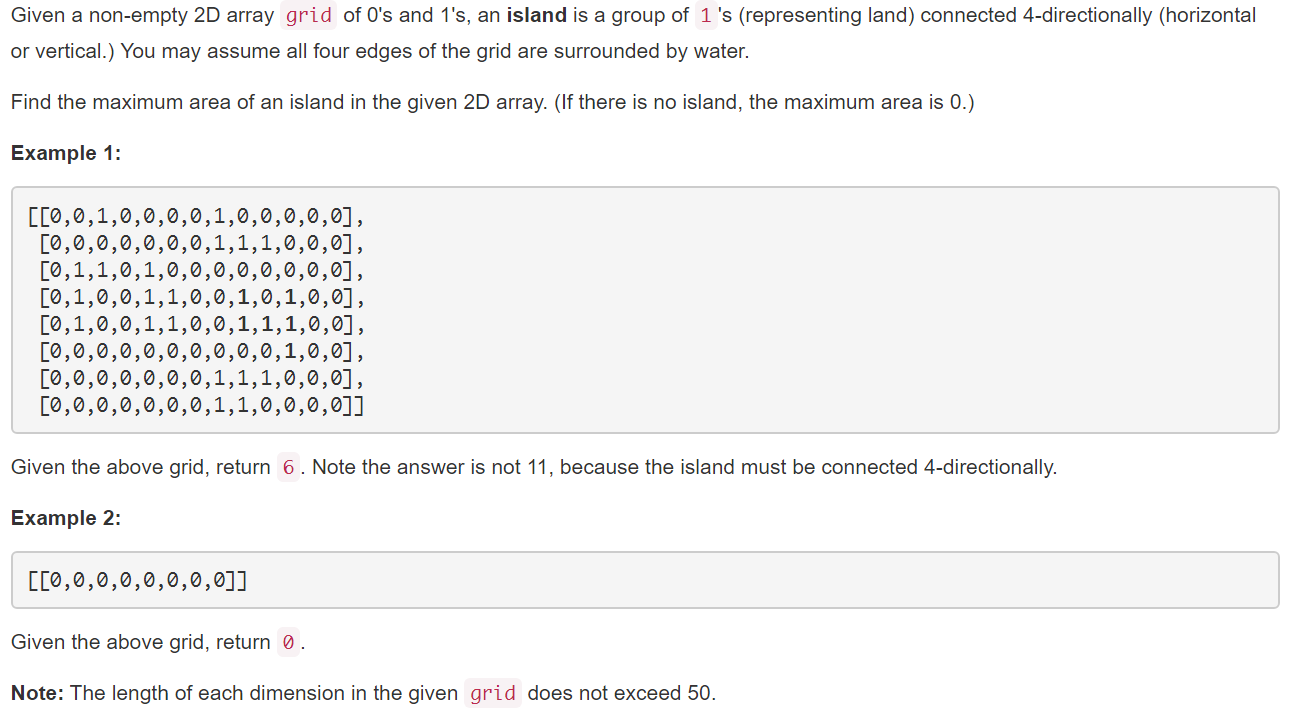 Given a non-empty 2D array grid of 0's and 1's, an island is a group of 1 's (representing land) connected 4-directionally (horizontal
or vertical.) You may assume all four edges of the grid are surrounded by water.
Find the maximum area of an island in the given 2D array. (If there is no island, the maximum area is 0.)
Example 1:
[[0,0,1,0,0,0,0,1,0,0,0,0,0],
[0,0,0,0,0,0,0,1,1,1,0,0,0],
[0,1,1,0,1,0,0,0,0,0,0,0,0],
[0,1,0,0,1,1,0,0,1,0,1,0,0],
[0,1,0,0,1,1,0,0,1,1,1,0,0],
[0,0,0,0,0,0,0,0,0,0,1,0,0],
[0,0,0,0,0,0,0,1,1,1,0,0,0],
[0,0,0,0,0,0,0,1,1,0,0,0,0]]
Given the above grid, return 6 . Note the answer is not 11, because the island must be connected 4-directionally.
Example 2:
[[0,0,0,0,0,0,0,0]]
Given the above grid, return 0 .
Note: The length of each dimension in the given grid does not exceed 50.